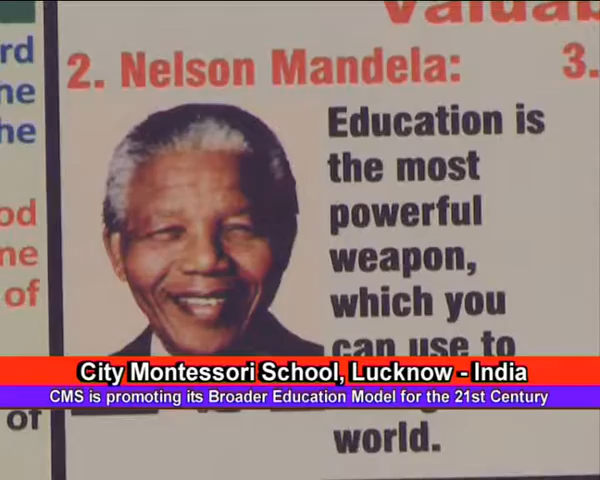 Valuab
rd
he
he
od
ne
of
of
2. Nelson Mandela:
Education is
the most
powerful
weapon,
which you
can use to
world.
3.
City Montessori School, Lucknow - India
CMS is promoting its Broader Education Model for the 21st Century